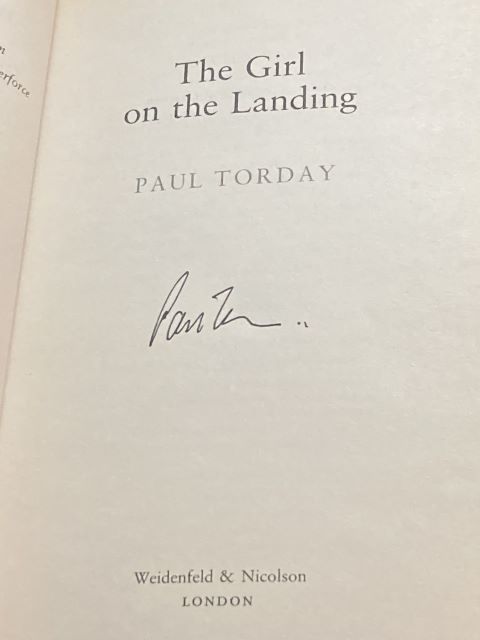 The Girl
on the Landing
PAUL TORDAY
Weidenfeld & Nicolson
LONDON